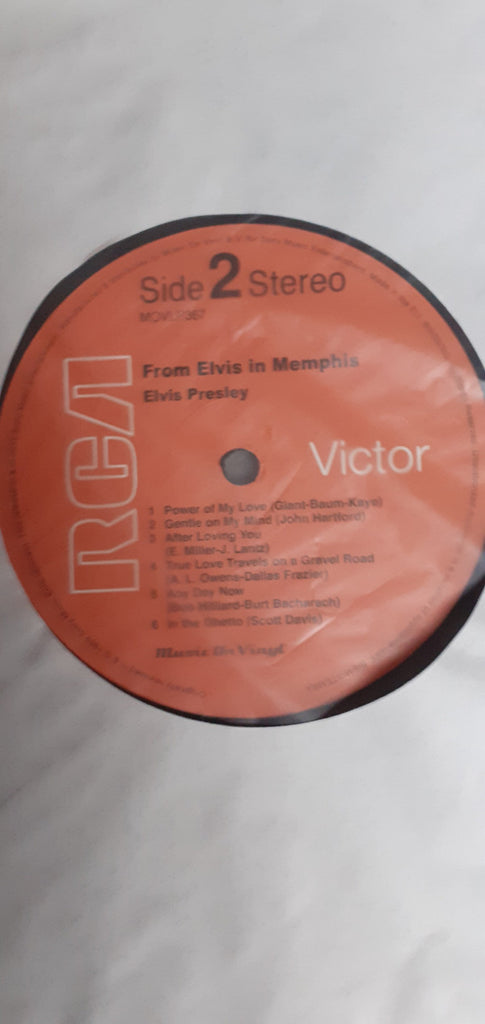 Side 2 Stereo
MOVLP367
From Elvis in Memphis
Elvis Presley
RCA
Victor
1 Power of My Love (Giant-Baum-Kaye)
2 Gentle on My Mind (John Hartford)
3 After Loving You
(E. Miller-J. Lantz)
4 True Love Travels on a Gravel Road
(A. L. Owens-Dallas Frazier)
5 Any Day Now
(Bob Hilliard-Burt Bacharach)
6 In the Ghetto (Scott Davis)
Music On Vinyl